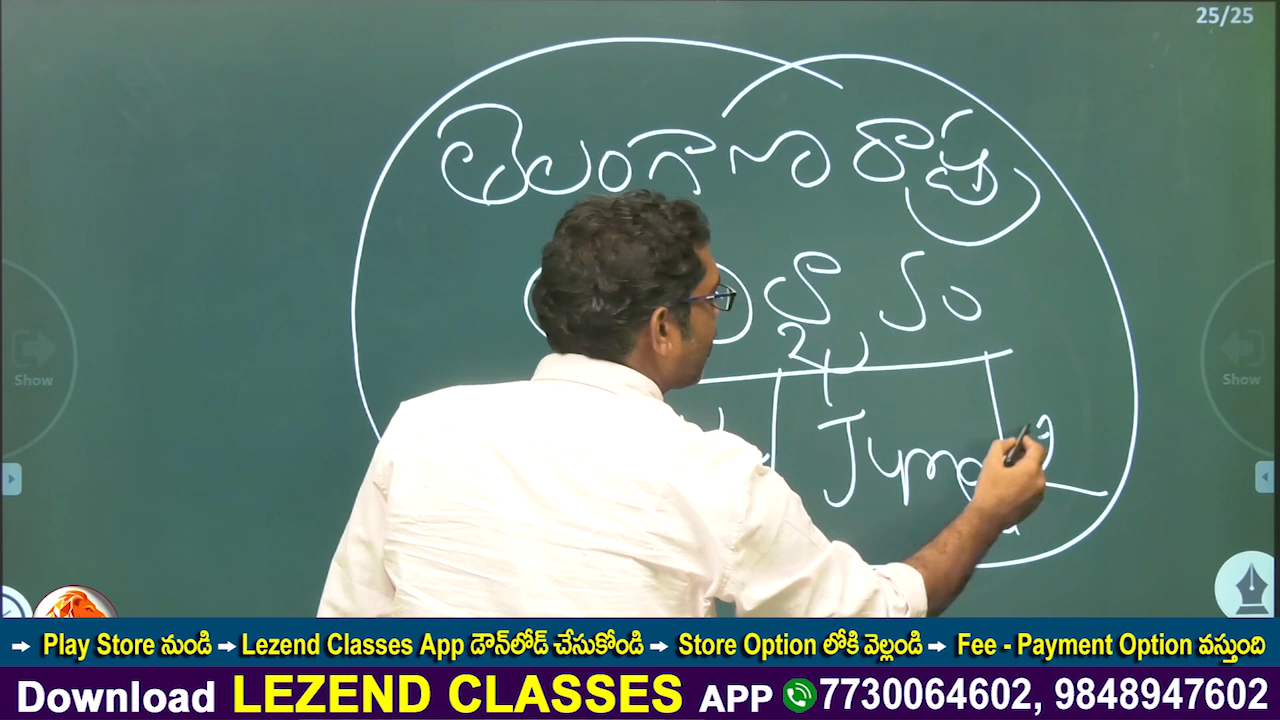 25/25
తెలంగాణ రాష్ట్ర
Show
Show
→ Play Store నుండి → Lezend Classes App డౌన్‌లోడ్ చేసుకోండి → Store Option లోకి వెల్లండి → Fee - Payment Option వస్తుంది
Download LEZEND CLASSES APP 7730064602, 9848947602